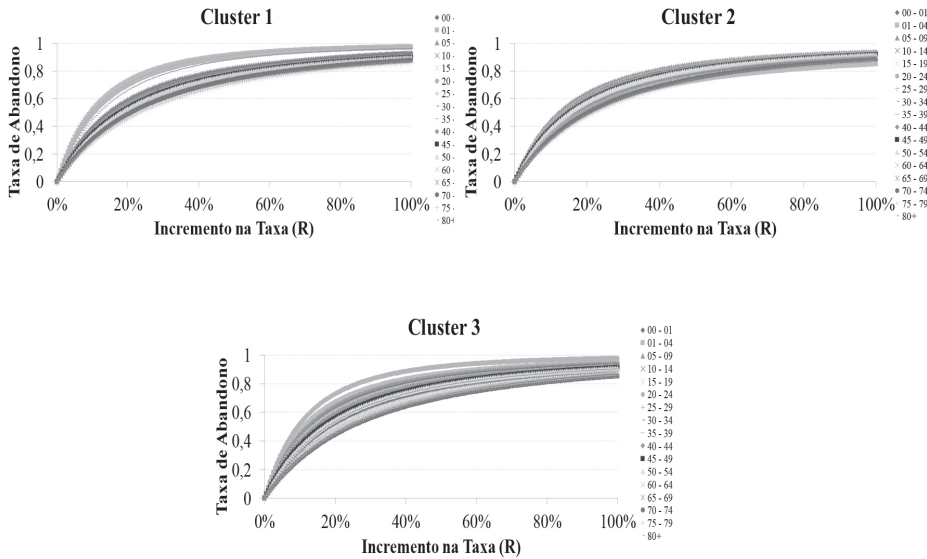 Cluster 1
Taxa de Abandono
1
0,8
0,6
0,4
0,2
0
0% 20% 40% 60% 80% 100%
Incremento na Taxa (R)
00 -
01 -
05 -
10 -
15 -
20 -
25 -
30 -
35 -
40 -
45 -
50 -
60 -
65 -
70 -
75 -
80+
Cluster 2
Taxa de Abandono
1
0,8
0,6
0,4
0,2
0
0% 20% 40% 60% 80% 100%
Incremento na Taxa (R)
00 - 01
01 - 04
05 - 09
10 - 14
15 - 19
20 - 24
25 - 29
30 - 34
35 - 39
40 - 44
45 - 49
50 - 54
60 - 64
65 - 69
70 - 74
75 - 79
80+
Cluster 3
Taxa de Abandono
1
0,8
0,6
0,4
0,2
0
0% 20% 40% 60% 80% 100%
Incremento na Taxa (R)
00 - 01
01 - 04
05 - 09
10 - 14
15 - 19
20 - 24
25 - 29
30 - 34
35 - 39
40 - 44
45 - 49
50 - 54
60 - 64
65 - 69
70 - 74
75 - 79
80+